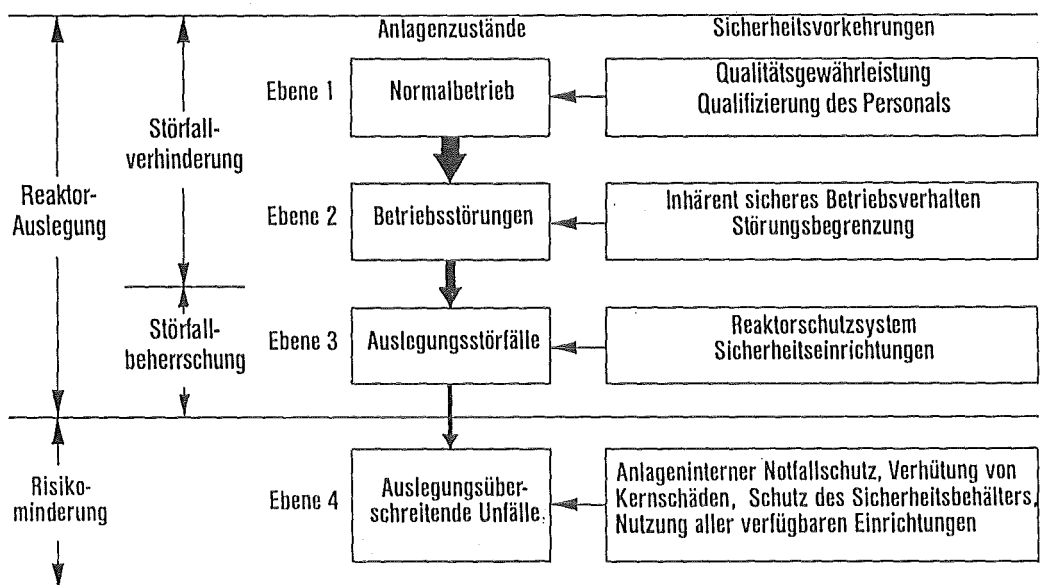 Anlagenzustände
Sicherheitsvorkehrungen
Ebene 1
Normalbetrieb
Qualitätsgewährleistung
Qualifizierung des Personals
Störfall-
verhinderung
Reaktor-
Auslegung
Ebene 2
Betriebsstörungen
Inhärent sicheres Betriebsverhalten
Störungsbegrenzung
Störfall-
beherrschung
Ebene 3
Auslegungsstörfälle
Reaktorschutzsystem
Sicherheitseinrichtungen
Risiko-
minderung
Ebene 4
Auslegungsüber-
schreitende Unfälle
Anlageninterner Notfallschutz, Verhütung von
Kernschäden, Schutz des Sicherheitsbehälters,
Nutzung aller verfügbaren Einrichtungen